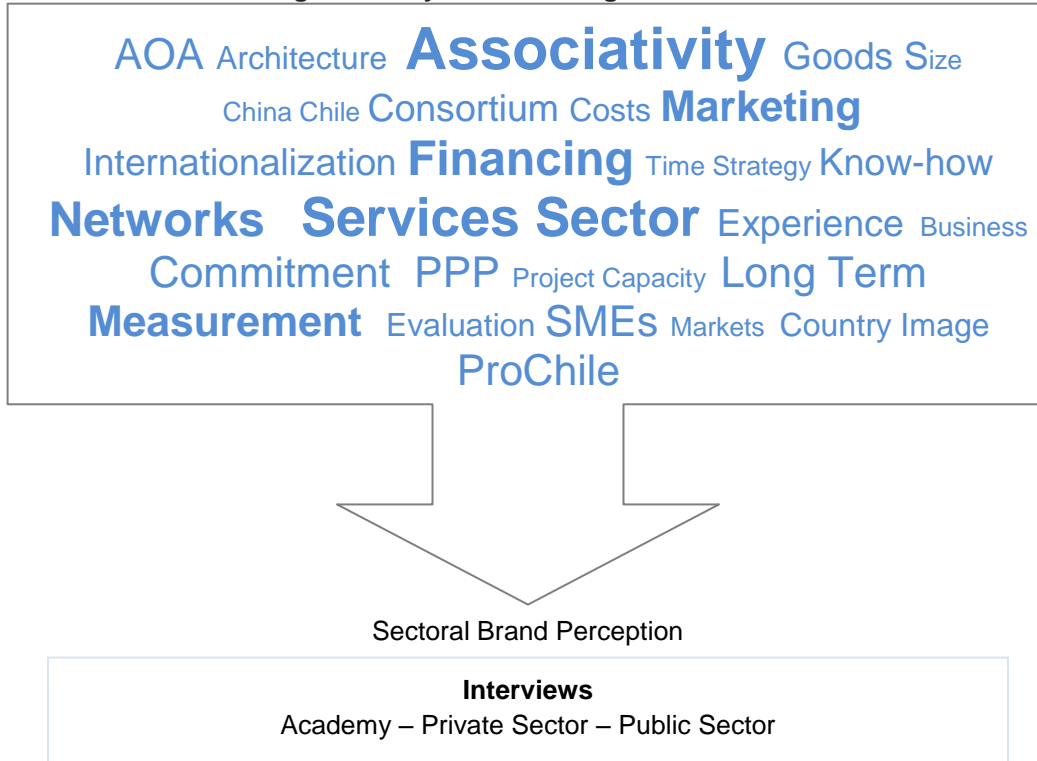 AOA Architecture Associativity Goods Size
China Chile Consortium Costs Marketing
Internationalization Financing Time Strategy Know-how
Networks Services Sector Experience Business
Commitment PPP Project Capacity Long Term
Measurement Evaluation SMEs Markets Country Image
ProChile
Sectoral Brand Perception
Interviews
Academy – Private Sector – Public Sector